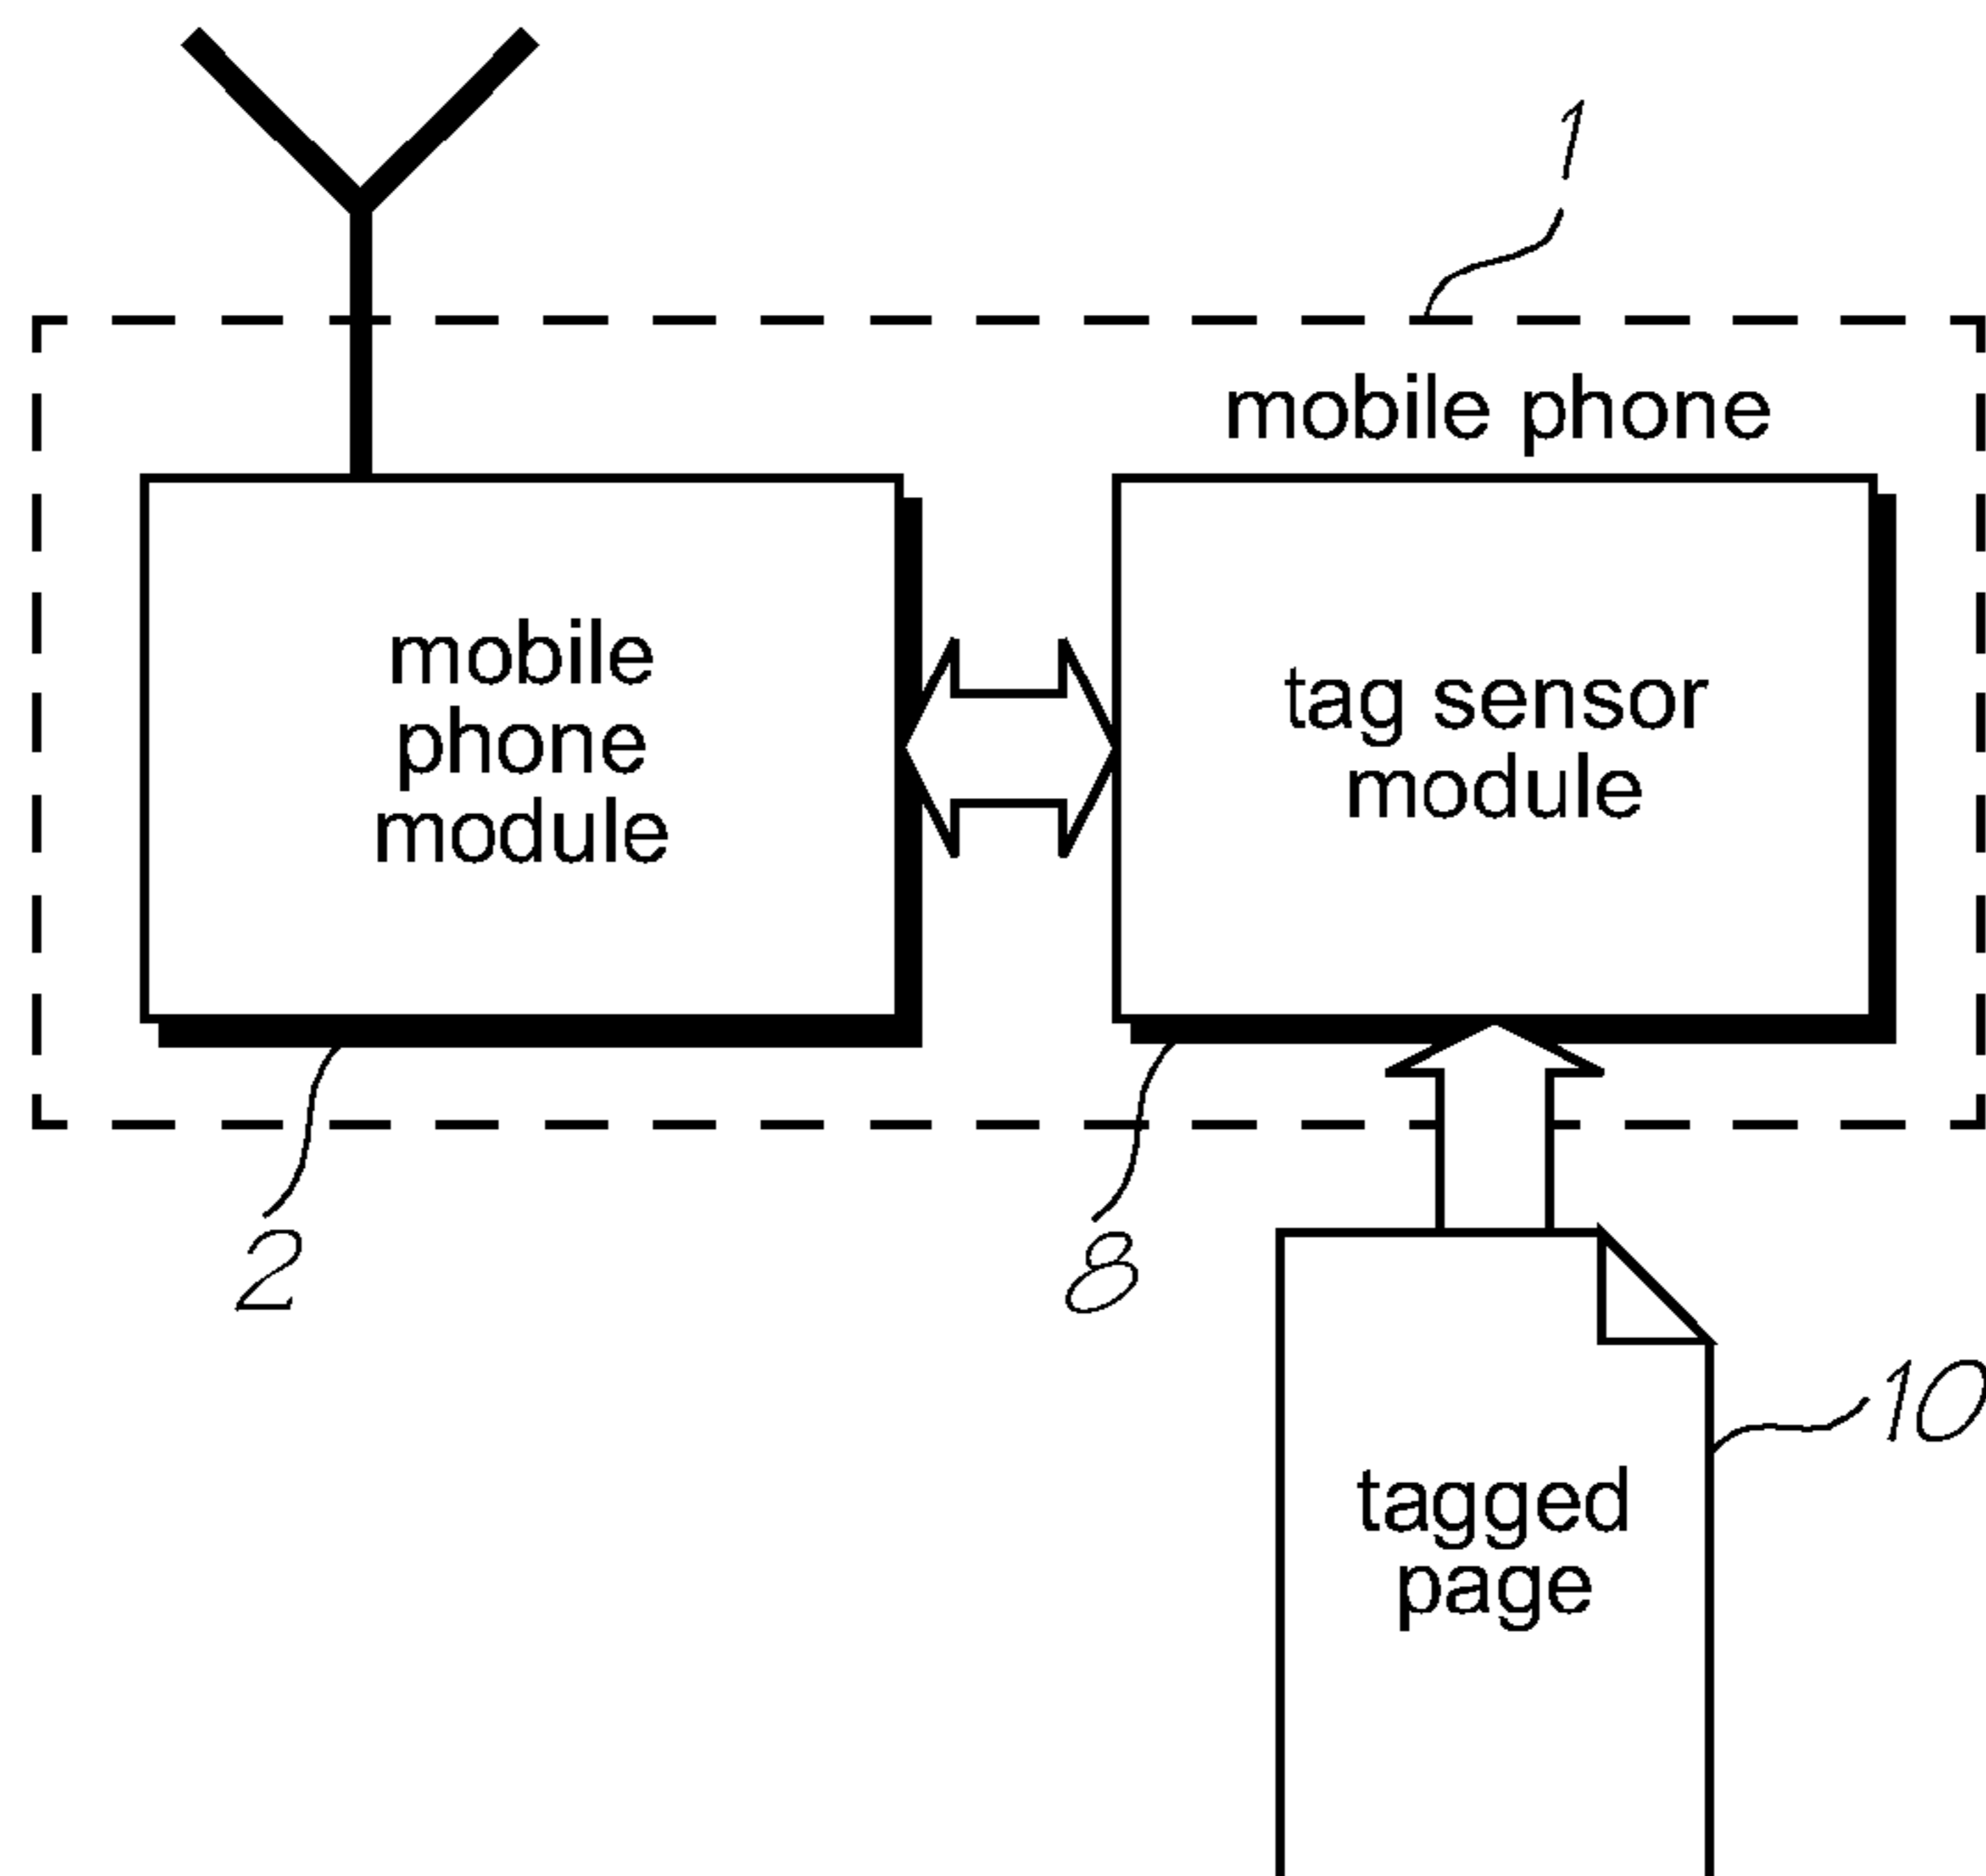 1
mobile phone
mobile
phone
module
tag sensor
module
2
8
10
tagged
page